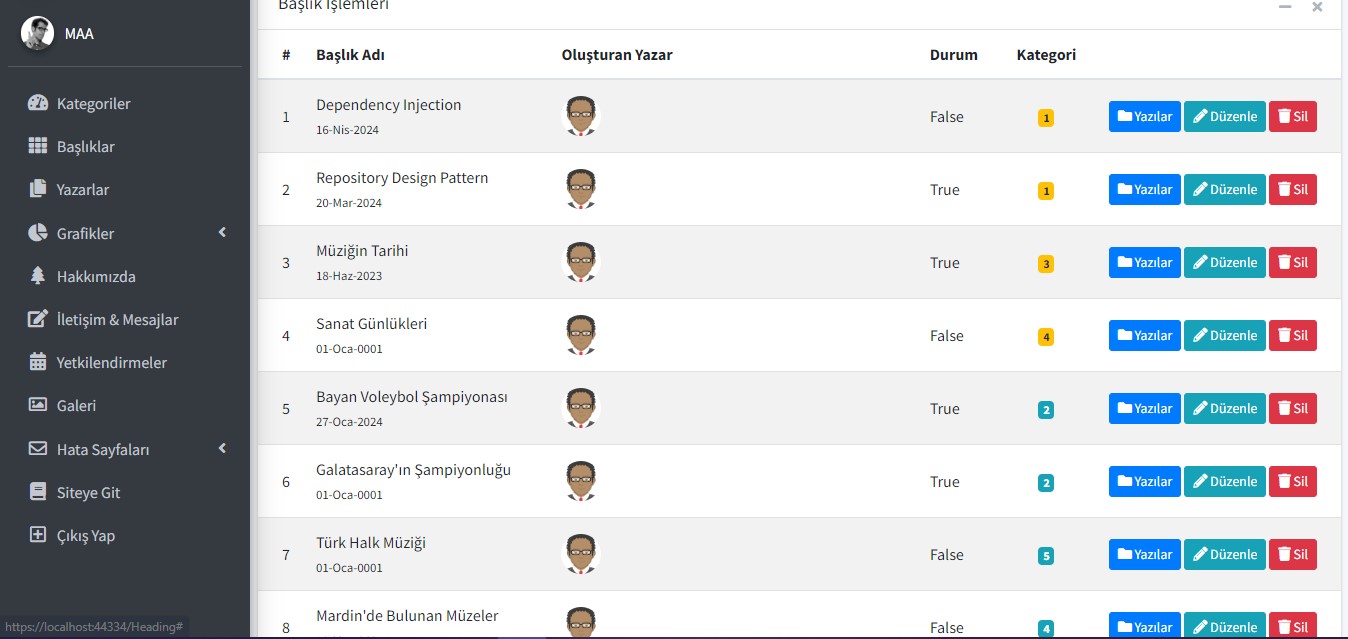 Başlık İşlemleri
MAA
Kategoriler
Başlıklar
Yazarlar
Grafikler
Hakkımızda
İletişim & Mesajlar
Yetkilendirmeler
Galeri
Hata Sayfaları
Siteye Git
Çıkış Yap
https://localhost:44334/Heading#
# Başlık Adı Oluşturan Yazar Durum Kategori
1 Dependency Injection False 1 Yazılar Düzenle Sil
16-Nis-2024
2 Repository Design Pattern True 1 Yazılar Düzenle Sil
20-Mar-2024
3 Müziğin Tarihi True 3 Yazılar Düzenle Sil
18-Haz-2023
4 Sanat Günlükleri False 4 Yazılar Düzenle Sil
01-Oca-0001
5 Bayan Voleybol Şampiyonası True 2 Yazılar Düzenle Sil
27-Oca-2024
6 Galatasaray'ın Şampiyonluğu True 2 Yazılar Düzenle Sil
01-Oca-0001
7 Türk Halk Müziği False 5 Yazılar Düzenle Sil
01-Oca-0001
8 Mardin'de Bulunan Müzeler False 4 Yazılar Düzenle Sil